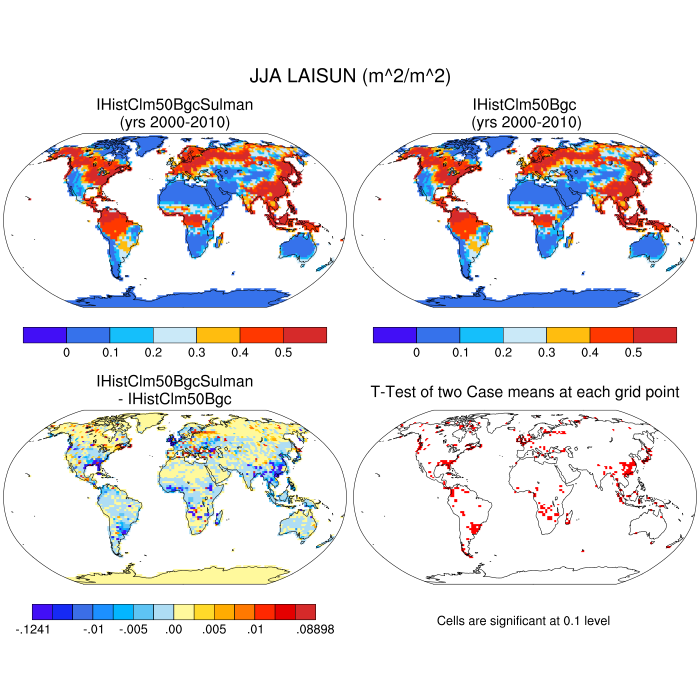 JJA LAISUN (m^2/m^2)
IHistClm50BgcSulman
(yrs 2000-2010)
IHistClm50Bgc
(yrs 2000-2010)
0 0.1 0.2 0.3 0.4 0.5
0 0.1 0.2 0.3 0.4 0.5
IHistClm50BgcSulman
- IHistClm50Bgc
T-Test of two Case means at each grid point
-.1241 -.01 -.005 .00 .005 .01 .08898
Cells are significant at 0.1 level